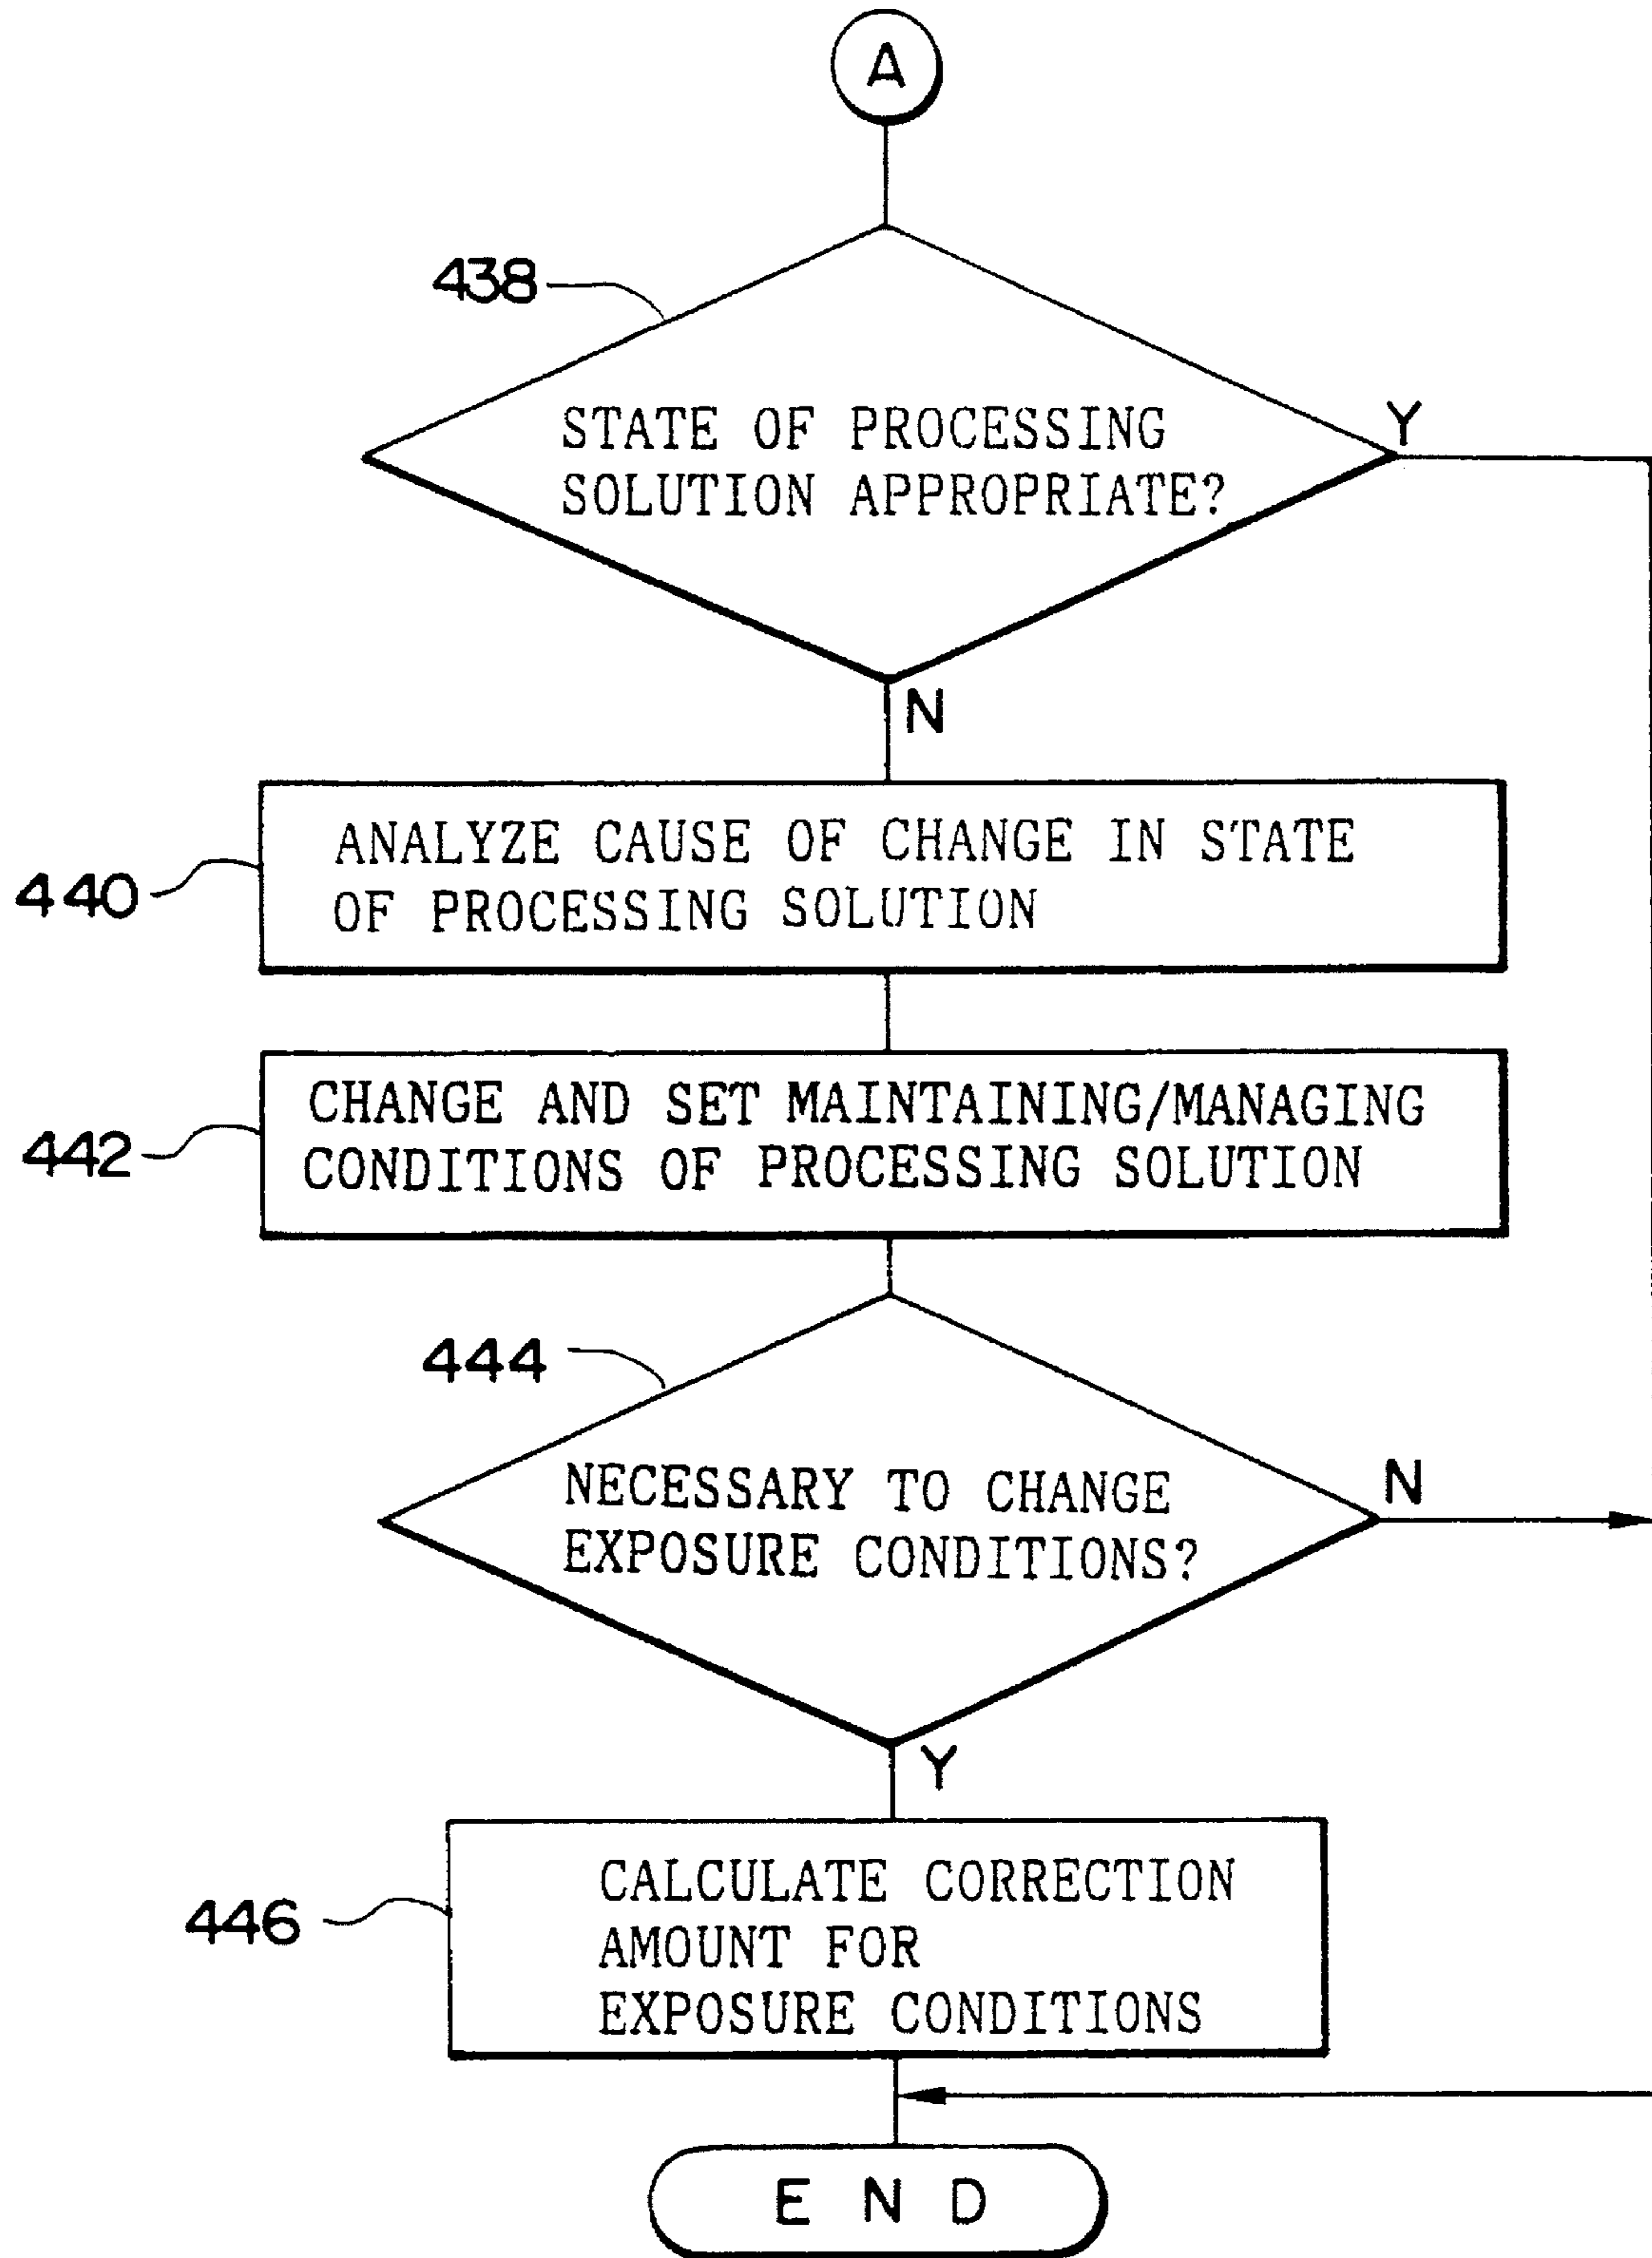 A
438
STATE OF PROCESSING
SOLUTION APPROPRIATE?
Y
N
440
ANALYZE CAUSE OF CHANGE IN STATE
OF PROCESSING SOLUTION
442
CHANGE AND SET MAINTAINING/MANAGING
CONDITIONS OF PROCESSING SOLUTION
444
NECESSARY TO CHANGE
EXPOSURE CONDITIONS?
N
Y
446
CALCULATE CORRECTION
AMOUNT FOR
EXPOSURE CONDITIONS
END